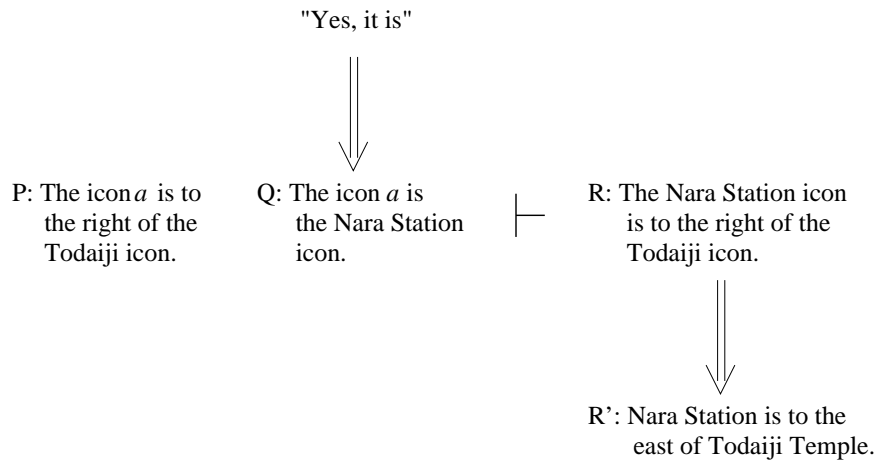 "Yes, it is"
P: The icon a is to
the right of the
Todaiji icon.
Q: The icon a is
the Nara Station
icon.
R: The Nara Station icon
is to the right of the
Todaiji icon.
R’: Nara Station is to the
east of Todaiji Temple.